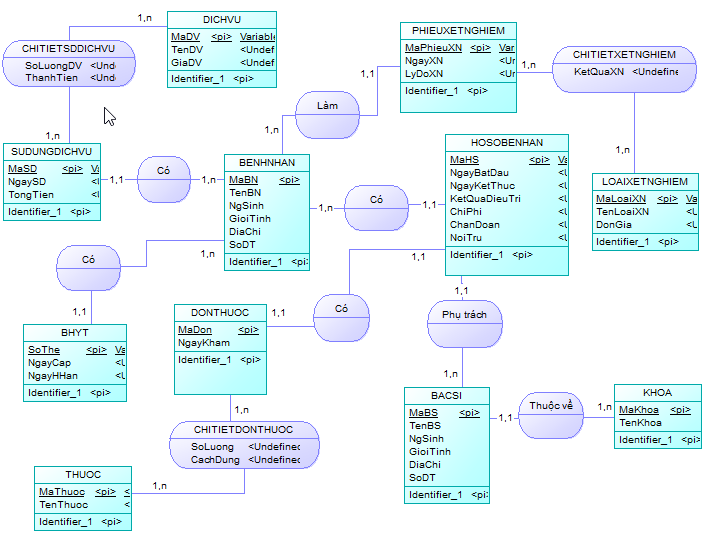 DICHVU
MaDV <pi> Variable
TenDV <Undef
GiaDV <Undef
Identifier_1 <pi>
1,n
CHITIETSDDICHVU
SoLuongDV <Und
ThanhTien <Und
1,n
PHIEUXETNGHIEM
MaPhieuXN <pi> Var
NgayXN <Ur
LyDoXN <Ur
Identifier_1 <pi>
1,1
1,n
CHITIETXETNGHIEM
KetQuaXN <Undefine
1,n
Làm
1,n
SUDUNGDICHVU
MaSD <pi> Va
NgaySD <l
TongTien <l
Identifier_1 <pi>
1,1
Có
1,n
BENHNHAN
MaBN <pi>
TenBN
NgSinh
GioiTinh
DiaChi
SoDT
Identifier_1 <pi>
1,n
Có
1,1
HOSOBENHAN
MaHS <pi> V
NgayBatDau <U
NgayKetThuc <U
KetQuaDieuTri <U
ChiPhi <U
ChanDoan <U
NoiTru <U
Identifier_1 <pi>
LOAIXETNGHIEM
MaLoaiXN <pi> Va
TenLoaiXN <U
DonGia <U
Identifier_1 <pi>
1,n
Có
1,1
BHYT
SoThe <pi> Va
NgayCap <U
NgayHHan <U
Identifier_1 <pi>
1,1
Có
1,1
DONTHUOC
MaDon <pi>
NgayKham
Identifier_1 <pi>
1,n
1,1
Phụ trách
1,n
CHITIETDONTHUOC
SoLuong <Undefined
CachDung <Undefined
1,n
THUOC
MaThuoc <pi> <
TenThuoc <
Identifier_1 <pi>
BACSI
MaBS <pi>
TenBS
NgSinh
GioiTinh
DiaChi
SoDT
Identifier_1 <pi>
1,1
Thuộc về
1,n
KHOA
MaKhoa <pi>
TenKhoa
Identifier_1 <pi>